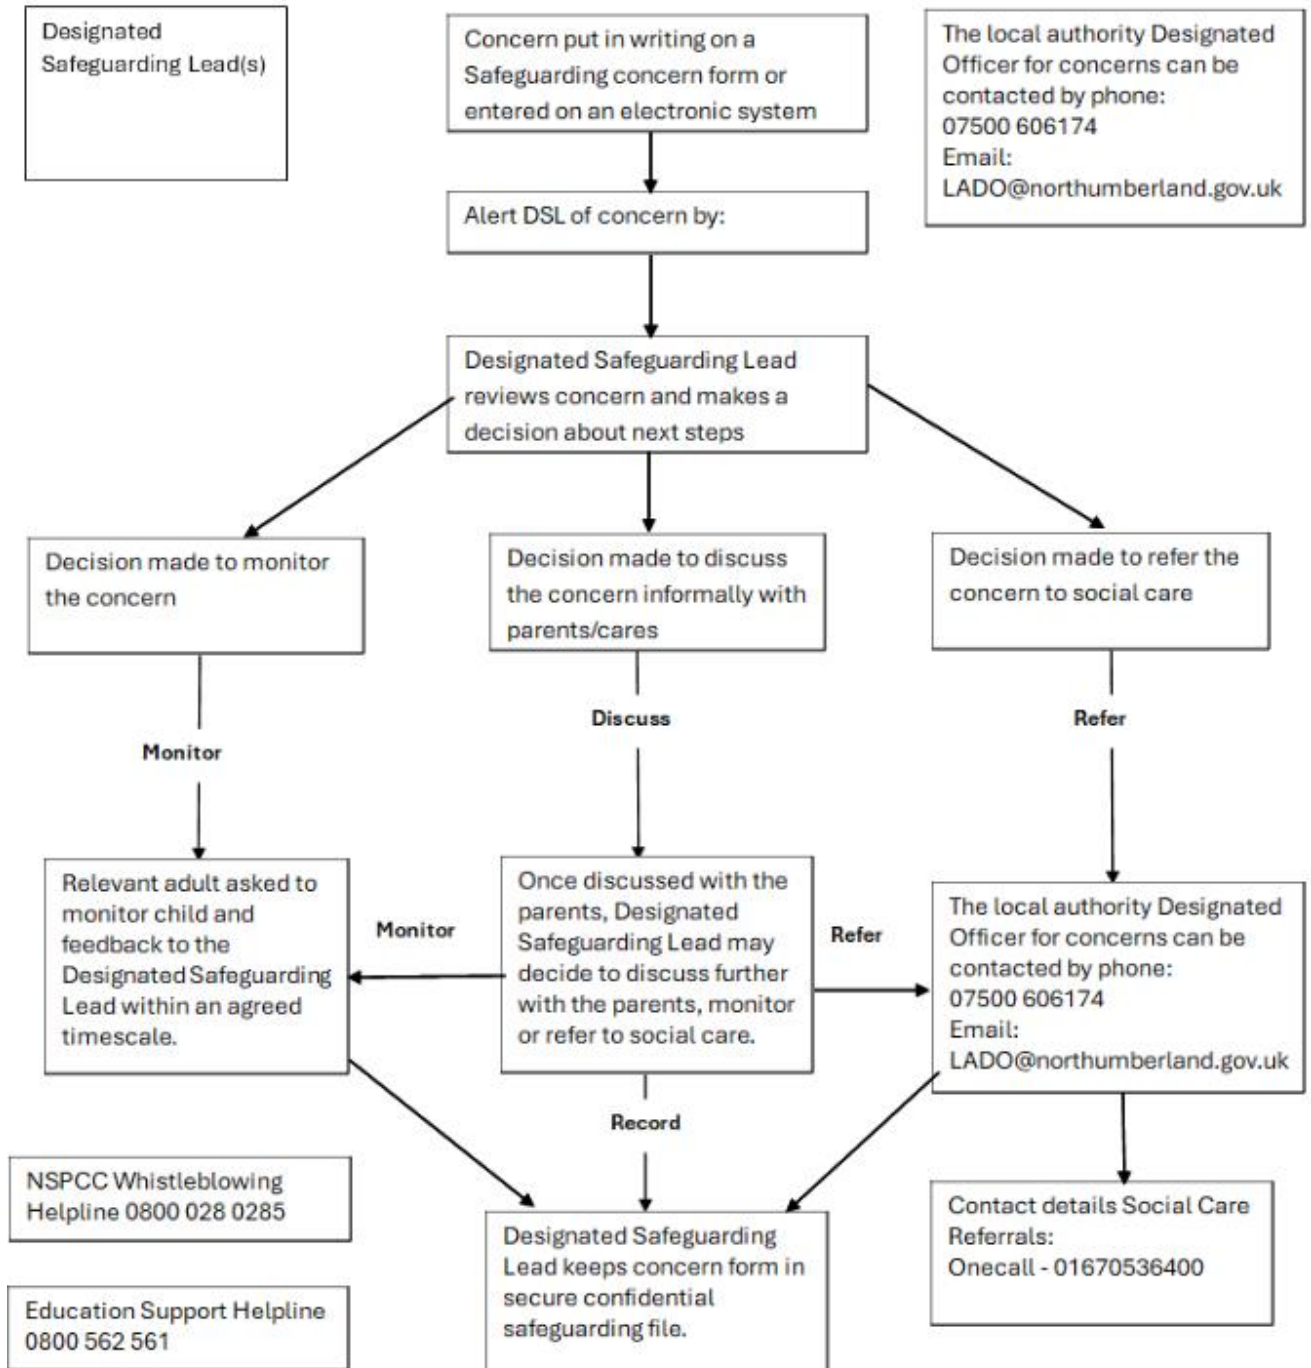 Designated
Safeguarding Lead(s)
Concern put in writing on a
Safeguarding concern form or
entered on an electronic system
The local authority Designated
Officer for concerns can be
contacted by phone:
07500 606174
Email:
LADO@northumberland.gov.uk
Alert DSL of concern by:
Designated Safeguarding Lead
reviews concern and makes a
decision about next steps
Decision made to monitor
the concern
Decision made to discuss
the concern informally with
parents/cares
Decision made to refer the
concern to social care
Monitor
Discuss
Refer
Relevant adult asked to
monitor child and
feedback to the
Designated Safeguarding
Lead within an agreed
timescale.
Monitor
Once discussed with the
parents, Designated
Safeguarding Lead may
decide to discuss further
with the parents, monitor
or refer to social care.
Refer
The local authority Designated
Officer for concerns can be
contacted by phone:
07500 606174
Email:
LADO@northumberland.gov.uk
Record
NSPCC Whistleblowing
Helpline 0800 028 0285
Education Support Helpline
0800 562 561
Designated Safeguarding
Lead keeps concern form in
secure confidential
safeguarding file.
Contact details Social Care
Referrals:
Onecall - 01670536400